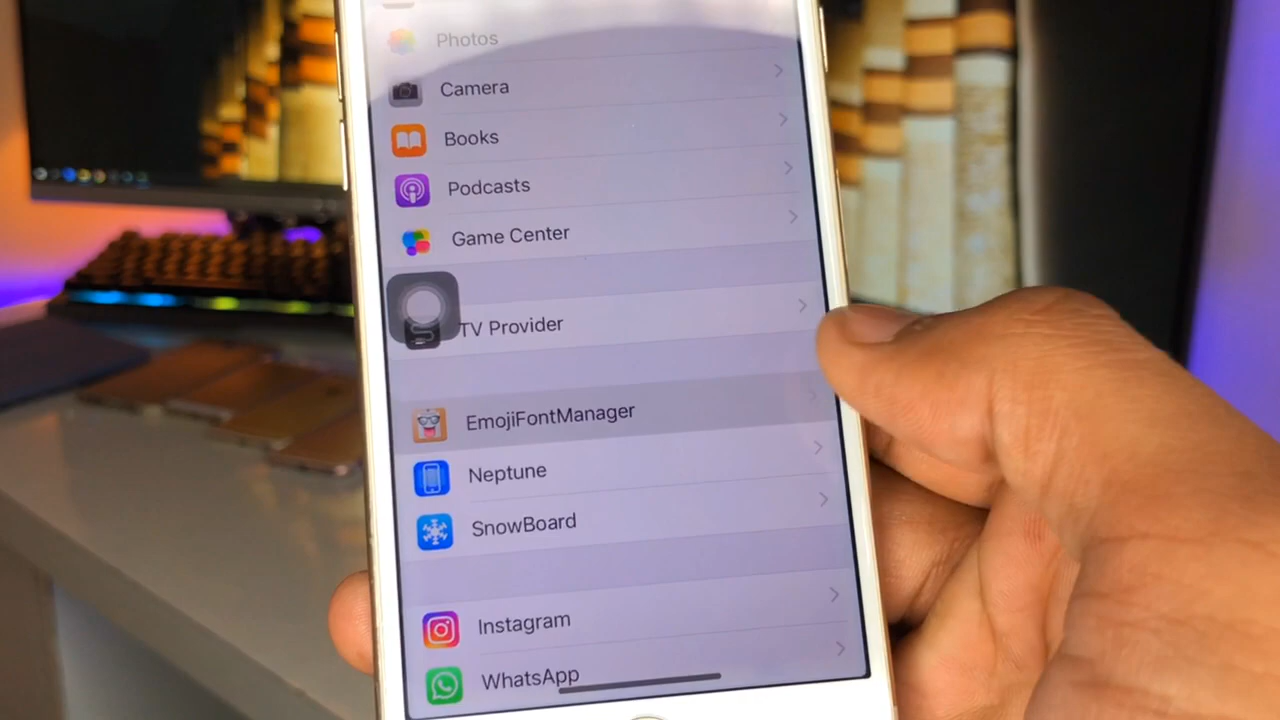 Photos
Camera
Books
Podcasts
Game Center
TV Provider
EmojiFontManager
Neptune
SnowBoard
Instagram
WhatsApp